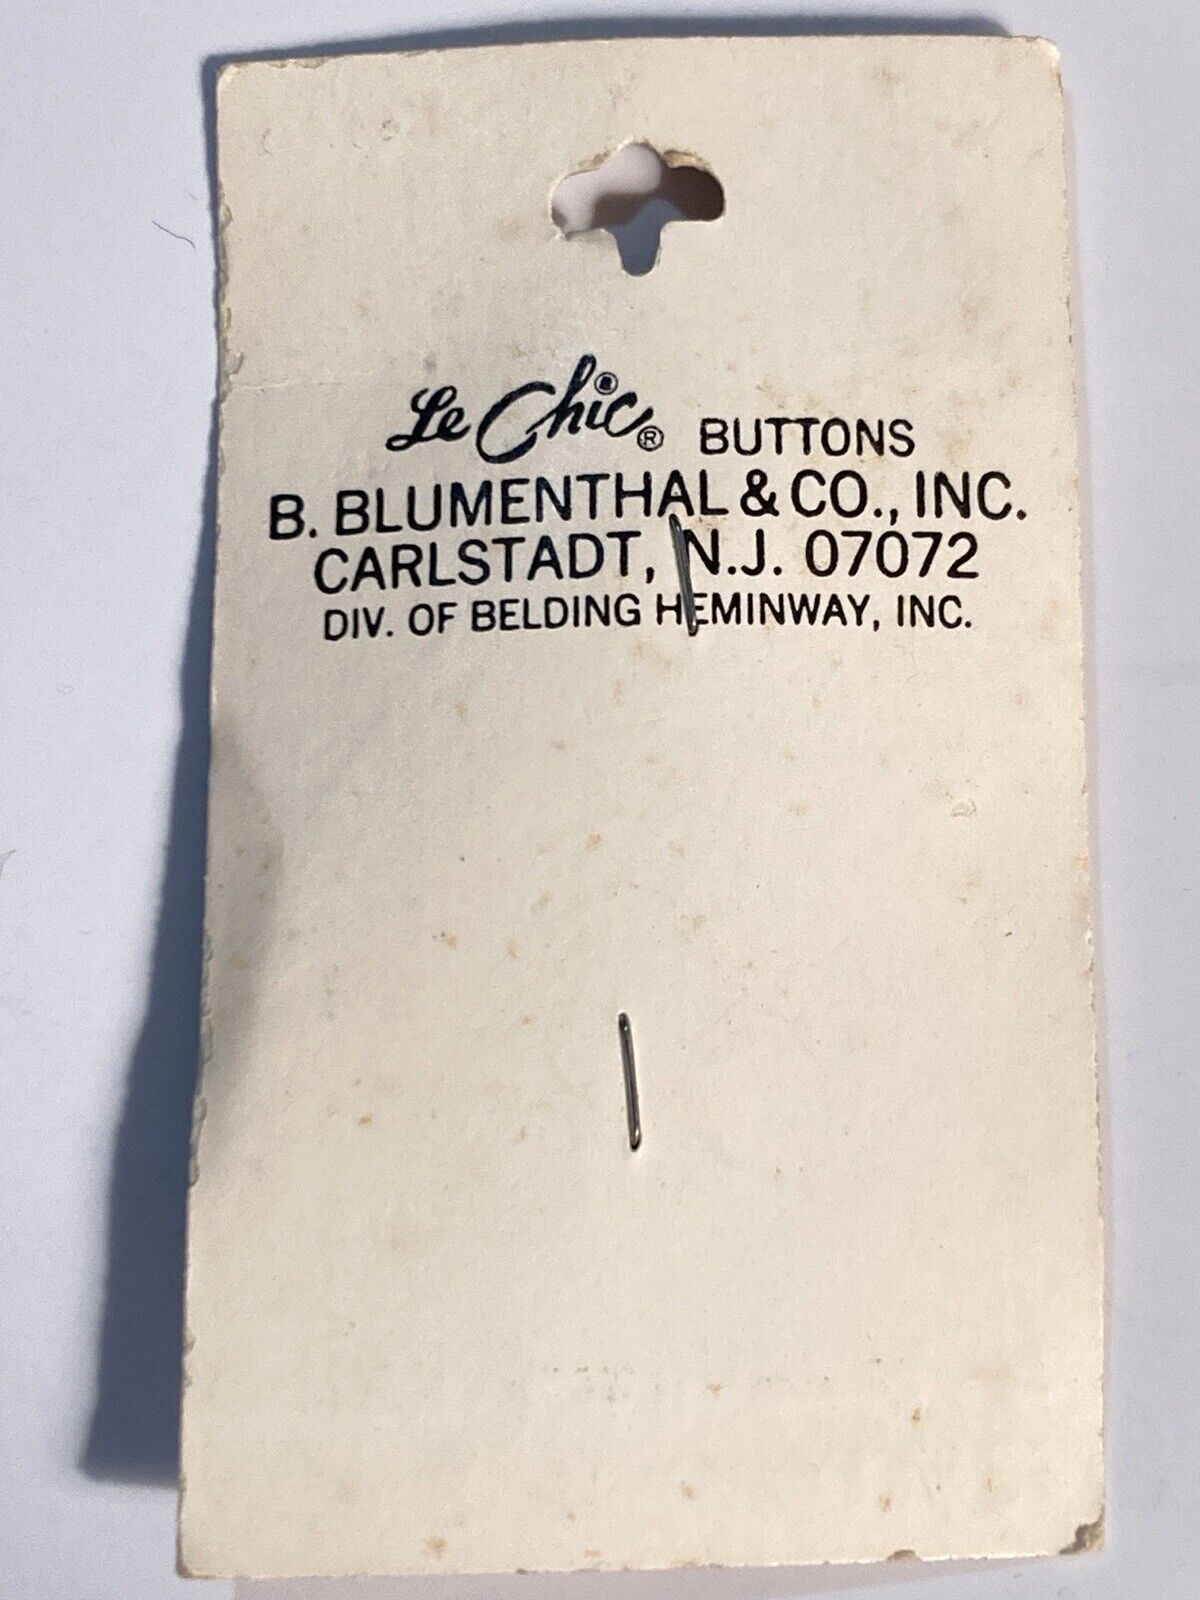 Le Chic® BUTTONS
B. BLUMENTHAL & CO., INC.
CARLSTADT, N.J. 07072
DIV. OF BELDING HEMINWAY, INC.